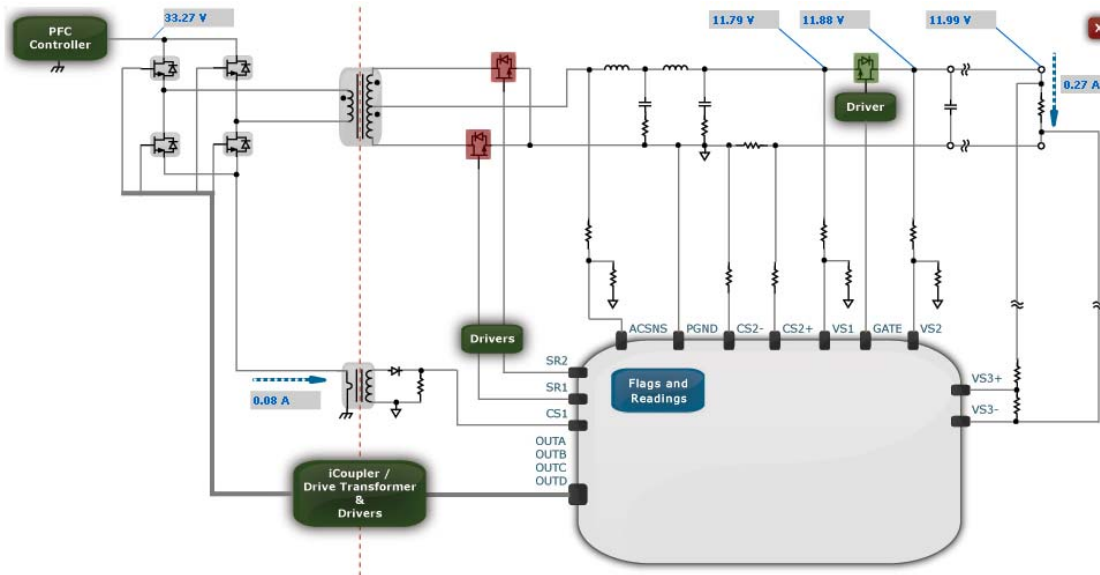 PFC
Controller
33.27 V
11.79 V
11.88 V
11.99 V
X
0.27 A
Driver
Drivers
ACSNS
PGND
CS2-
CS2+
VS1
GATE
VS2
SR2
SR1
CS1
OUTA
OUTB
OUTC
OUTD
Flags and
Readings
VS3+
VS3-
0.08 A
iCoupler /
Drive Transformer
&
Drivers